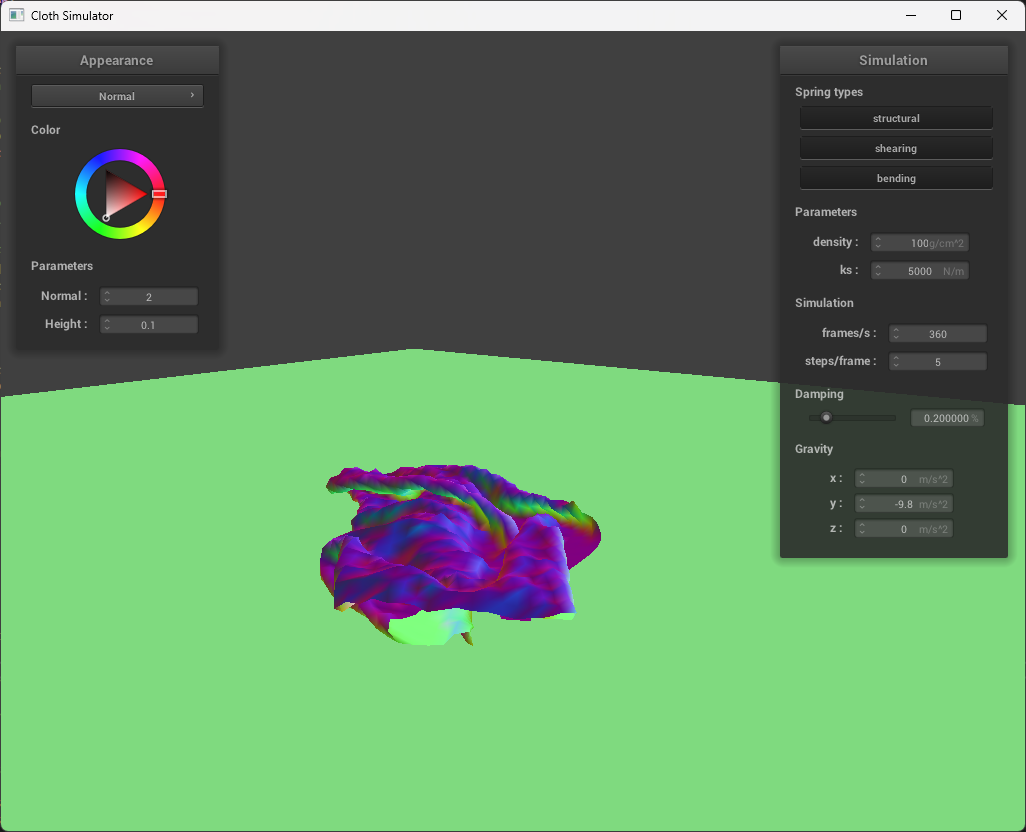 Cloth Simulator
Appearance
Normal
Color
Parameters
Normal : 2
Height : 0.1
Simulation
Spring types
structural
shearing
bending
Parameters
density : 100 g/cm^2
ks : 5000 N/m
Simulation
frames/s : 360
steps/frame : 5
Damping
0.200000 %
Gravity
x : 0 m/s^2
y : -9.8 m/s^2
z : 0 m/s^2